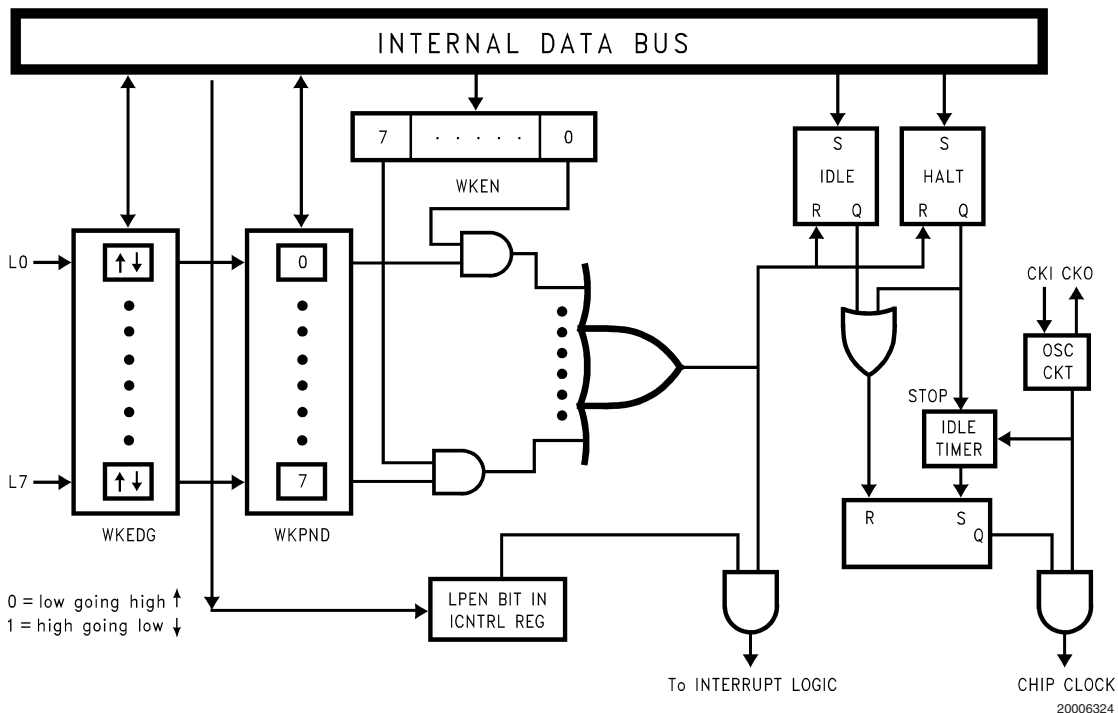 INTERNAL DATA BUS
7 · · · · · 0
WKEN
S
IDLE
R Q
S
HALT
R Q
L0
↑↓
0
CKI CKO
OSC
CKT
STOP
IDLE
TIMER
L7
↑↓
7
WKEDG
WKPND
R S
Q
LPEN BIT IN
ICNTRL REG
0 = low going high ↑
1 = high going low ↓
To INTERRUPT LOGIC
CHIP CLOCK
20006324